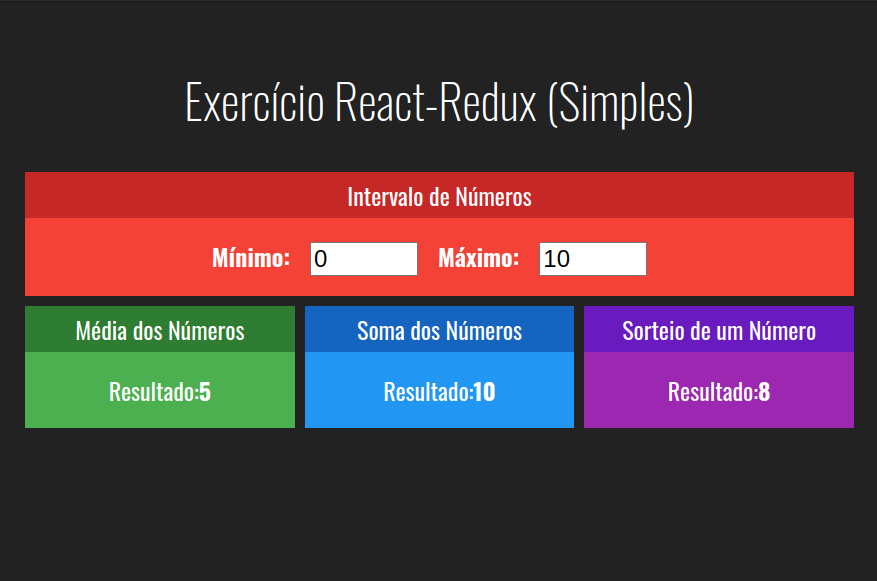 Exercício React-Redux (Simples)
Intervalo de Números
Mínimo: 0 Máximo: 10
Média dos Números Soma dos Números Sorteio de um Número
Resultado:5 Resultado:10 Resultado:8